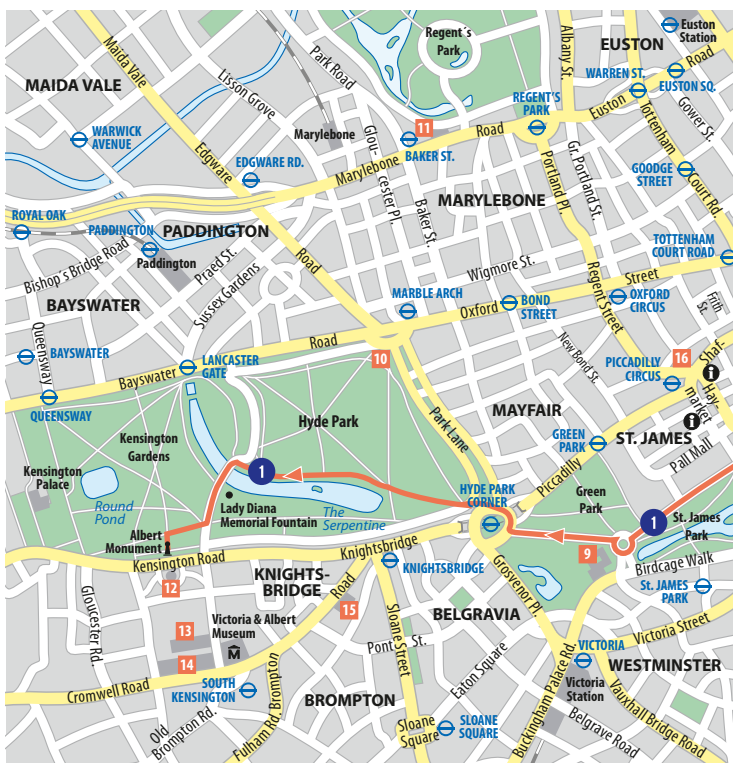 Regent´s
Park
Euston
Station
EUSTON
Albany St.
Maida Vale
Park Road
MAIDA VALE
Lisson Grove
WARREN ST.
Road
EUSTON SQ.
REGENT'S
PARK
Euston
Tottenham
Court Rd.
Gower St.
WARWICK
AVENUE
Marylebone
11
Road
BAKER ST.
Glou-
cester Pl.
EDGWARE RD.
Edgware
Road
Marylebone
Portland Pl.
Gt. Portland St.
GOODGE
STREET
MARYLEBONE
Baker St.
ROYAL OAK
PADDINGTON
PADDINGTON
Paddington
Bishop's Bridge Road
Praed St.
Sussex Gardens
Wigmore St.
TOTTENHAM
COURT ROAD
Street
Regent Street
BAYSWATER
MARBLE ARCH
Oxford
BOND
STREET
OXFORD
CIRCUS
Frith
St.
Queensway
BAYSWATER
LANCASTER
GATE
Road
Bayswater
10
New Bond St.
16
Shaf-
PICCADILLY
CIRCUS
Hay-
market
i
QUEENSWAY
Park Lane
MAYFAIR
i
Kensington
Gardens
Hyde Park
GREEN
PARK
ST. JAMES
Pall Mall
Kensington
Palace
1
Piccadilly
Round
Pond
Lady Diana
Memorial Fountain
The
Serpentine
HYDE PARK
CORNER
Green
Park
1
St. James
Park
Albert
Monument
Kensington Road
Knightsbridge
9
Birdcage Walk
12
KNIGHTS-
BRIDGE
Road
KNIGHTSBRIDGE
Grosvenor Pl.
St. JAMES
PARK
Gloucester Rd.
13
Victoria & Albert
Museum
M
15
Sloane Street
Pont St.
BELGRAVIA
Victoria Street
14
Eaton Square
VICTORIA
WESTMINSTER
Cromwell Road
SOUTH
KENSINGTON
Victoria
Station
BROMPTON
Old
Brompton Rd.
Fulham Rd.
Brompton
Sloane
Square
SLOANE
SQUARE
Buckingham Palace Rd.
Belgrave Road
Vauxhall Bridge Road